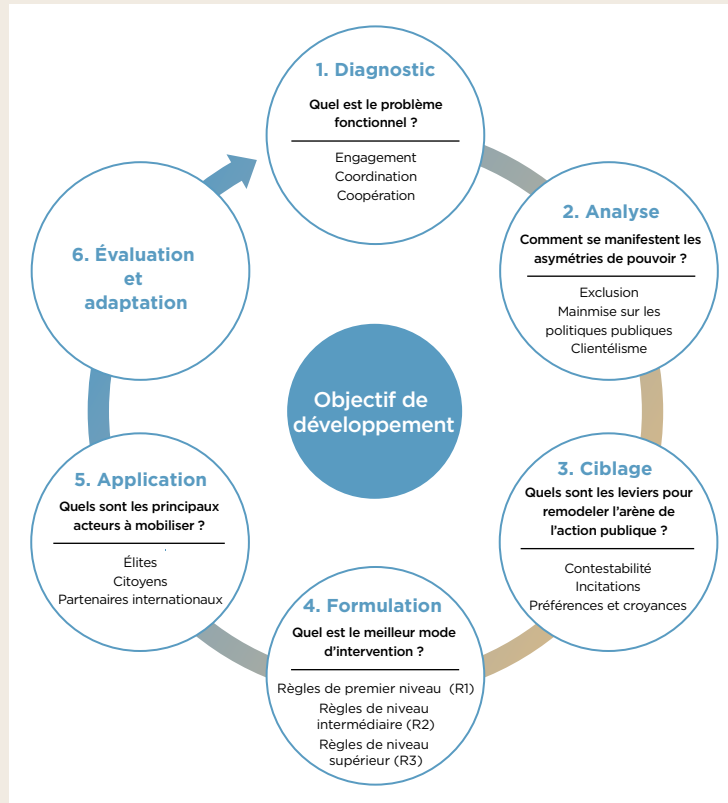 1. Diagnostic
Quel est le problème
fonctionnel ?
Engagement
Coordination
Coopération
2. Analyse
Comment se manifestent les
asymétries de pouvoir ?
Exclusion
Mainmise sur les
politiques publiques
Clientélisme
3. Ciblage
Quels sont les leviers pour
remodeler l’arène de
l’action publique ?
Contestabilité
Incitations
Préférences et croyances
4. Formulation
Quel est le meilleur mode
d’intervention ?
Règles de premier niveau (R1)
Règles de niveau
intermédiaire (R2)
Règles de niveau
supérieur (R3)
5. Application
Quels sont les principaux
acteurs à mobiliser ?
Élites
Citoyens
Partenaires internationaux
6. Évaluation
et
adaptation
Objectif de
développement